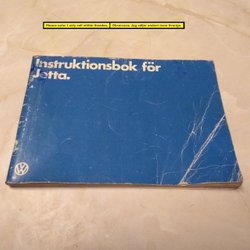 Please note: I only sell within Sweden. Observera: Jag säljer endast inom Sverige.
Instruktionsbok för
Jetta.